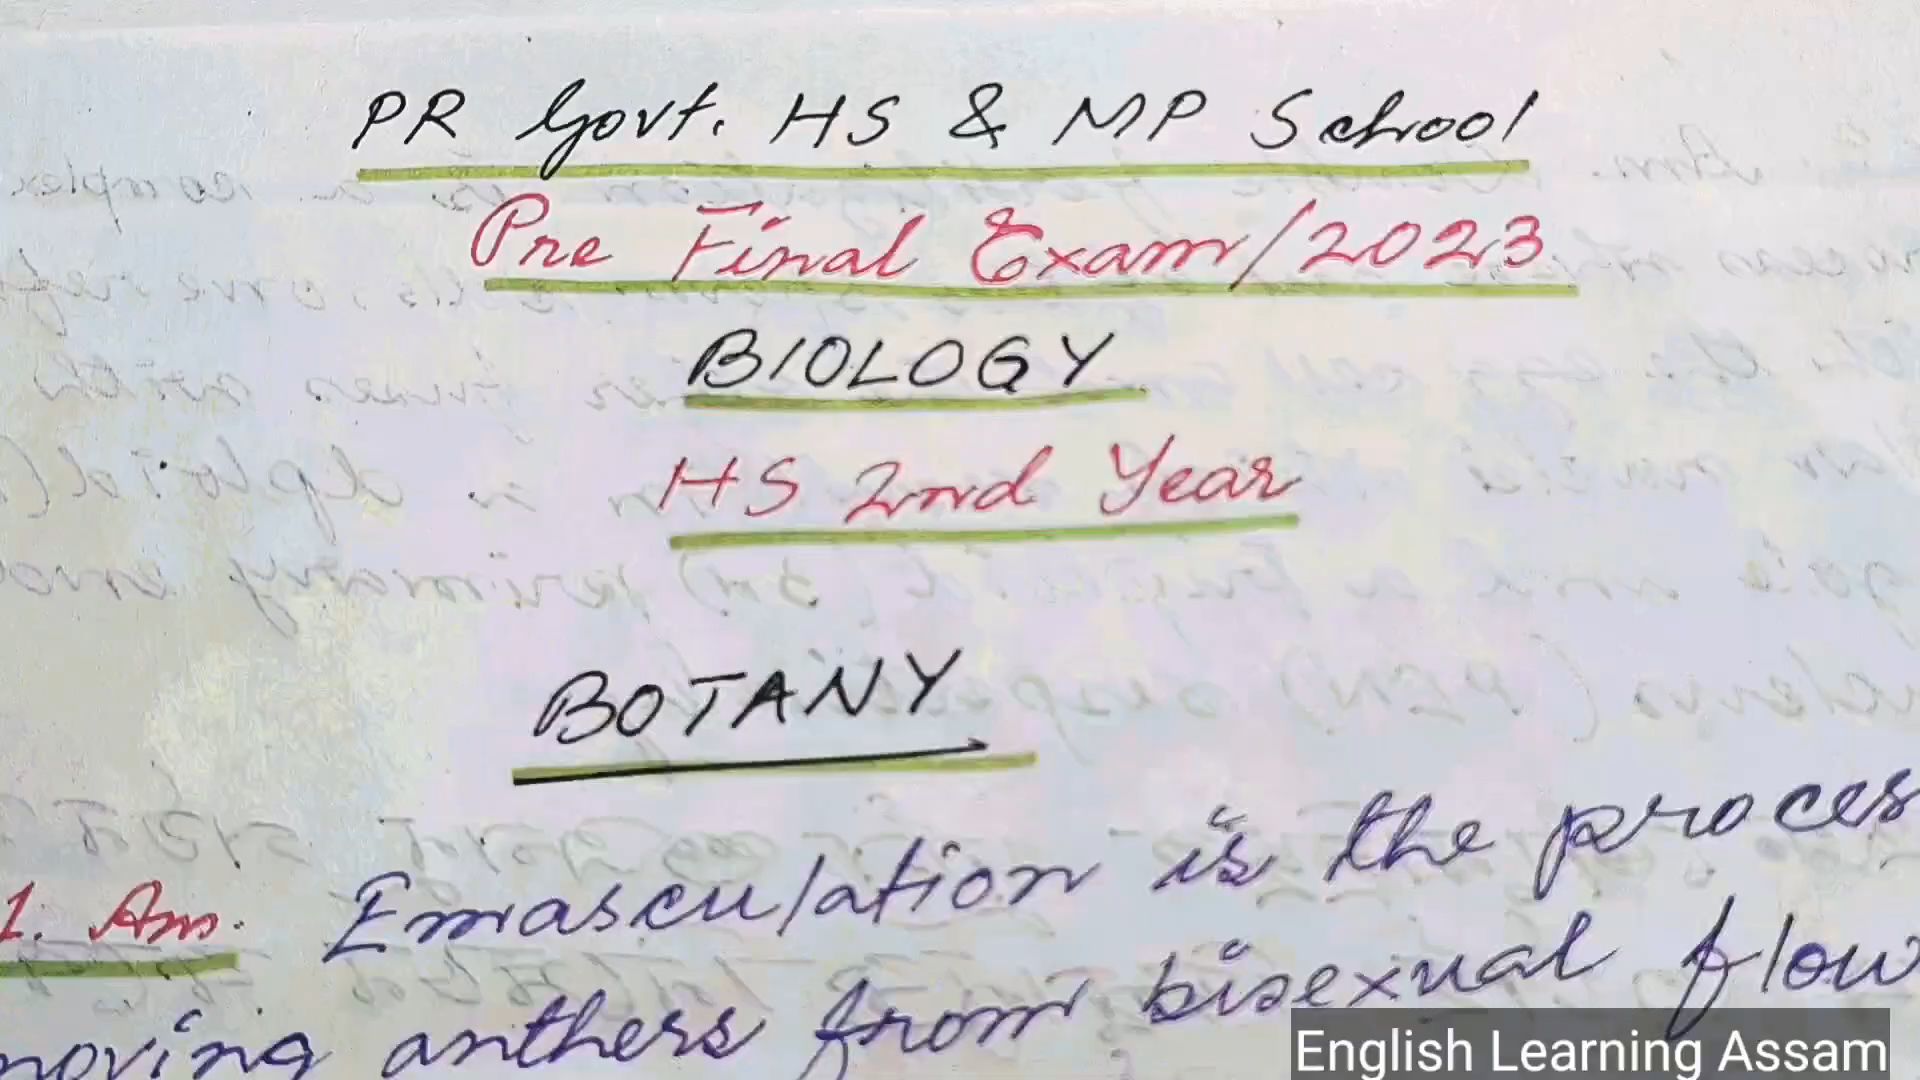 PR Govt. HS & MP School
Pre Final Exam/2023
BIOLOGY
HS 2nd Year
BOTANY
1. Ans. Emasculation is the proces
moving anthers from bisexual flow
English Learning Assam